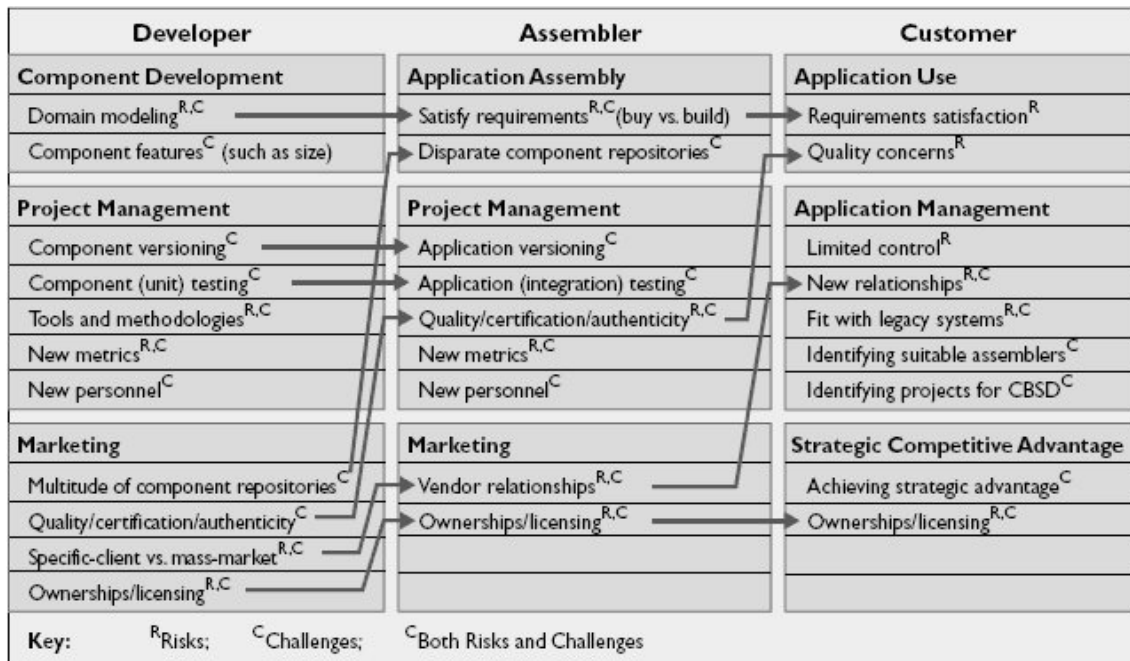 Developer
Component Development
Domain modeling^R,C
Component features^C (such as size)
Project Management
Component versioning^C
Component (unit) testing^C
Tools and methodologies^R,C
New metrics^R,C
New personnel^C
Marketing
Multitude of component repositories^C
Quality/certification/authenticity^C
Specific-client vs. mass-market^R,C
Ownerships/licensing^R,C
Assembler
Application Assembly
Satisfy requirements^R,C (buy vs. build)
Disparate component repositories^C
Project Management
Application versioning^C
Application (integration) testing^C
Quality/certification/authenticity^R,C
New metrics^R,C
New personnel^C
Marketing
Vendor relationships^R,C
Ownerships/licensing^R,C
Customer
Application Use
Requirements satisfaction^R
Quality concerns^R
Application Management
Limited control^R
New relationships^R,C
Fit with legacy systems^R,C
Identifying suitable assemblers^C
Identifying projects for CBSD^C
Strategic Competitive Advantage
Achieving strategic advantage^C
Ownerships/licensing^R,C
Key: ^R Risks; ^C Challenges; ^C Both Risks and Challenges